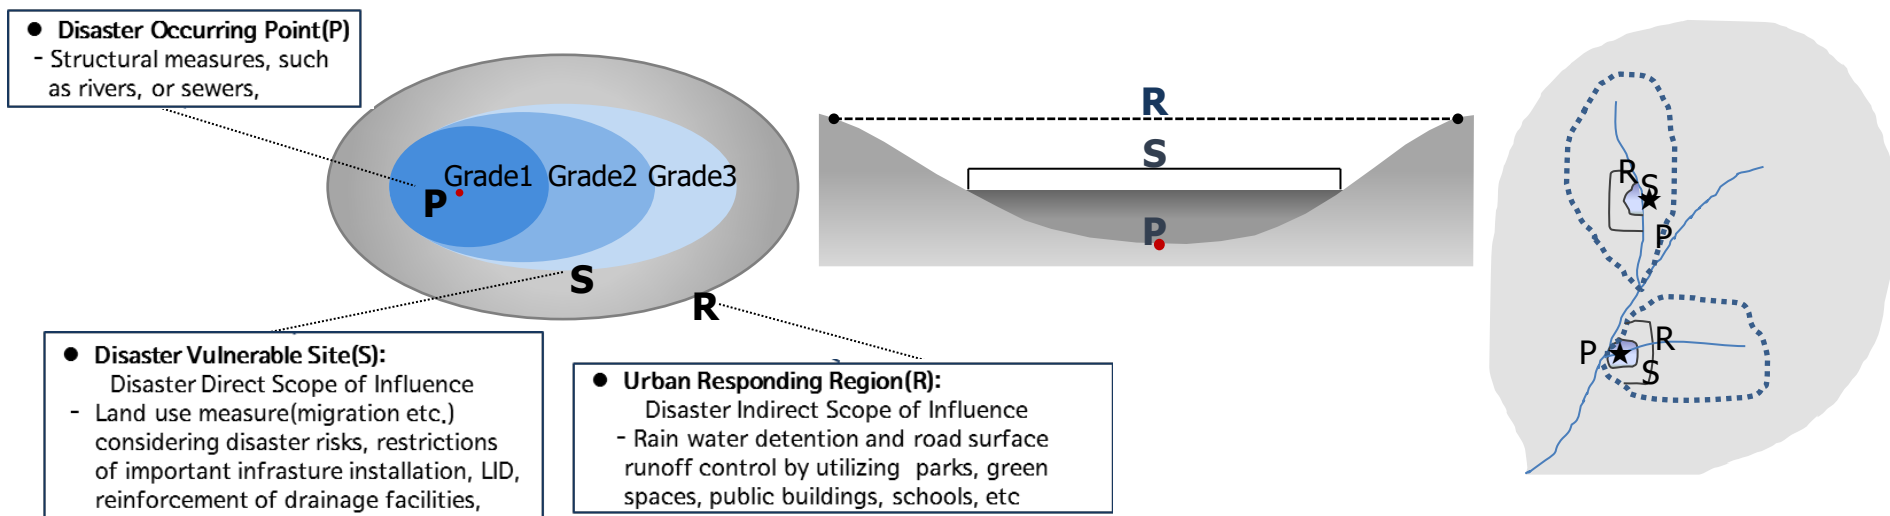 ● Disaster Occurring Point(P)
- Structural measures, such
as rivers, or sewers,
Grade1 Grade2 Grade3
P
S
R
● Disaster Vulnerable Site(S):
Disaster Direct Scope of Influence
- Land use measure(migration etc.)
considering disaster risks, restrictions
of important infrasture installation, LID,
reinforcement of drainage facilities,
● Urban Responding Region(R):
Disaster Indirect Scope of Influence
- Rain water detention and road surface
runoff control by utilizing parks, green
spaces, public buildings, schools, etc
R
S
P
R
S
P
P
R
S